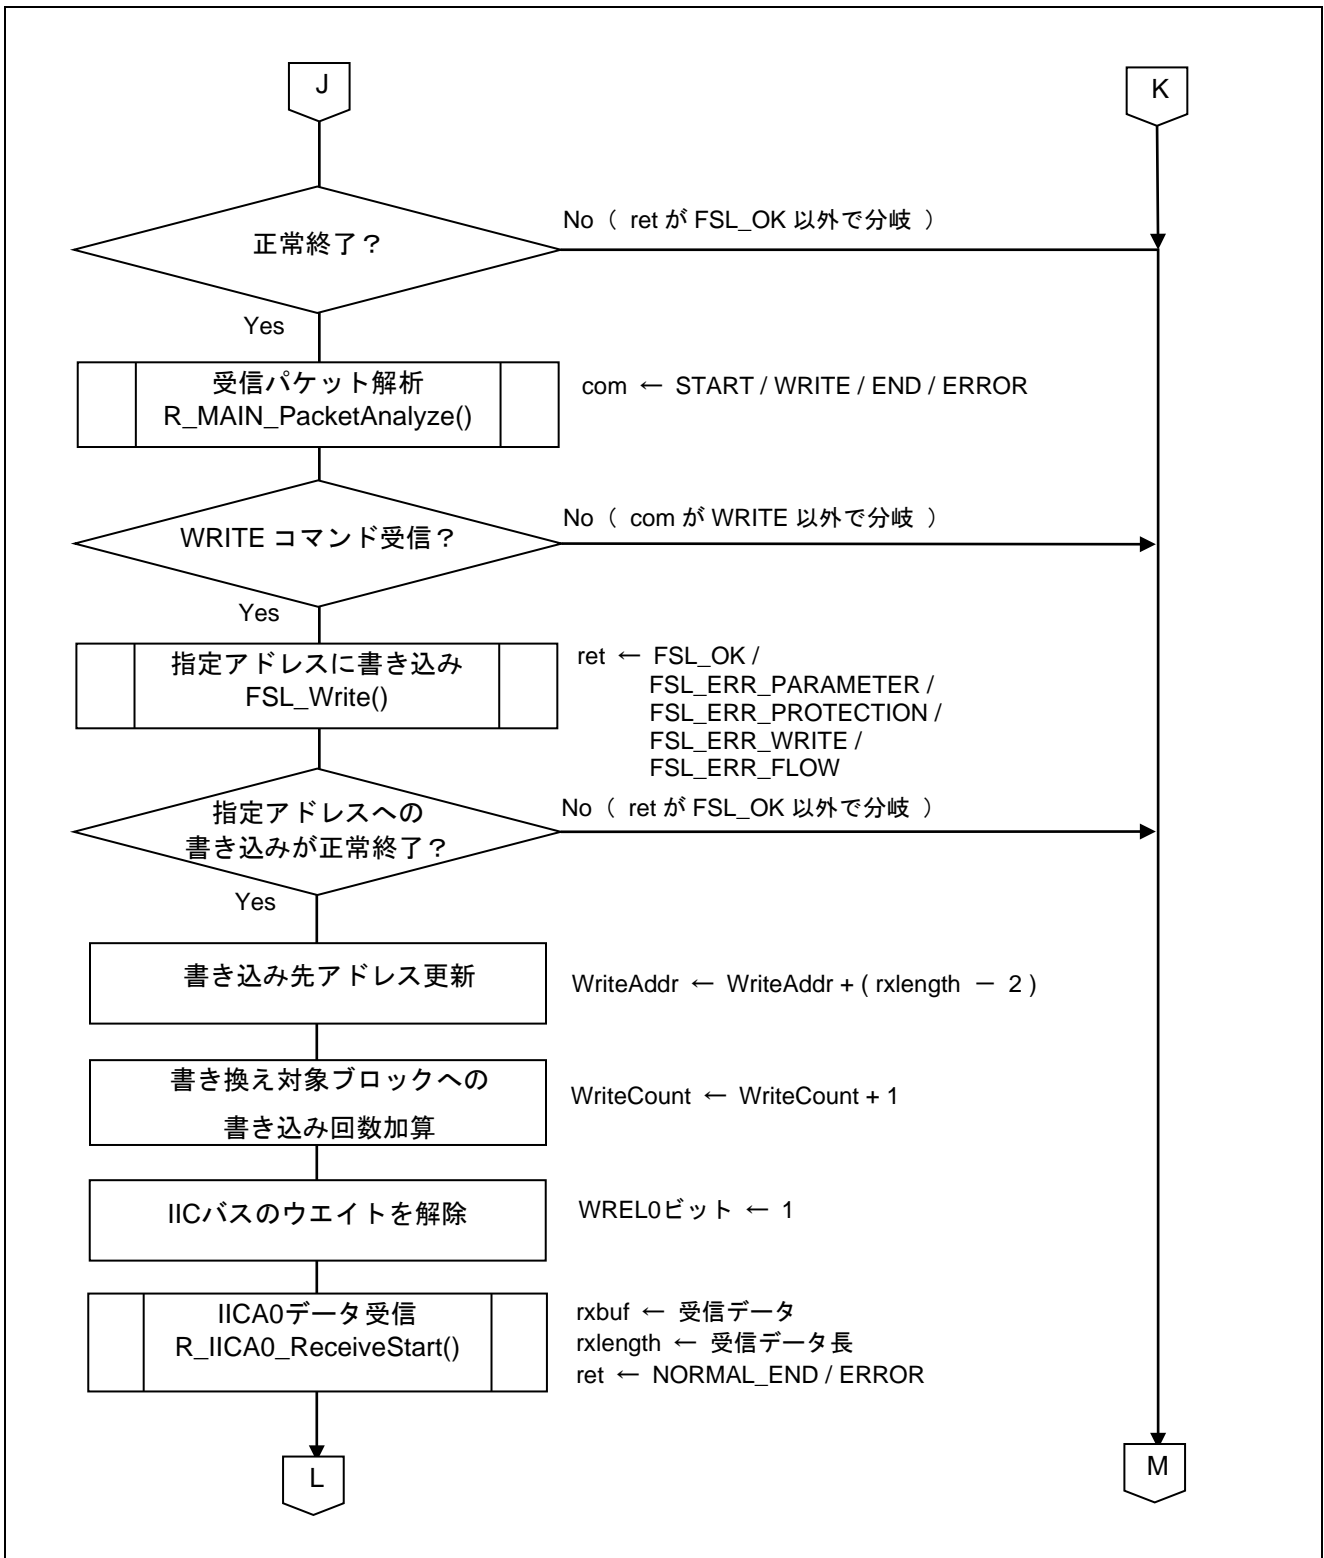 J
K
正常終了？
No（ ret が FSL_OK 以外で分岐 ）
Yes
受信パケット解析
R_MAIN_PacketAnalyze()
com ← START / WRITE / END / ERROR
WRITE コマンド受信？
No（ com が WRITE 以外で分岐 ）
Yes
指定アドレスに書き込み
FSL_Write()
ret ← FSL_OK /
FSL_ERR_PARAMETER /
FSL_ERR_PROTECTION /
FSL_ERR_WRITE /
FSL_ERR_FLOW
指定アドレスへの
書き込みが正常終了？
No（ ret が FSL_OK 以外で分岐 ）
Yes
書き込み先アドレス更新
WriteAddr ← WriteAddr + ( rxlength － 2 )
書き換え対象ブロックへの
書き込み回数加算
WriteCount ← WriteCount + 1
IICバスのウエイトを解除
WREL0ビット ← 1
IICA0データ受信
R_IICA0_ReceiveStart()
rxbuf ← 受信データ
rxlength ← 受信データ長
ret ← NORMAL_END / ERROR
L
M